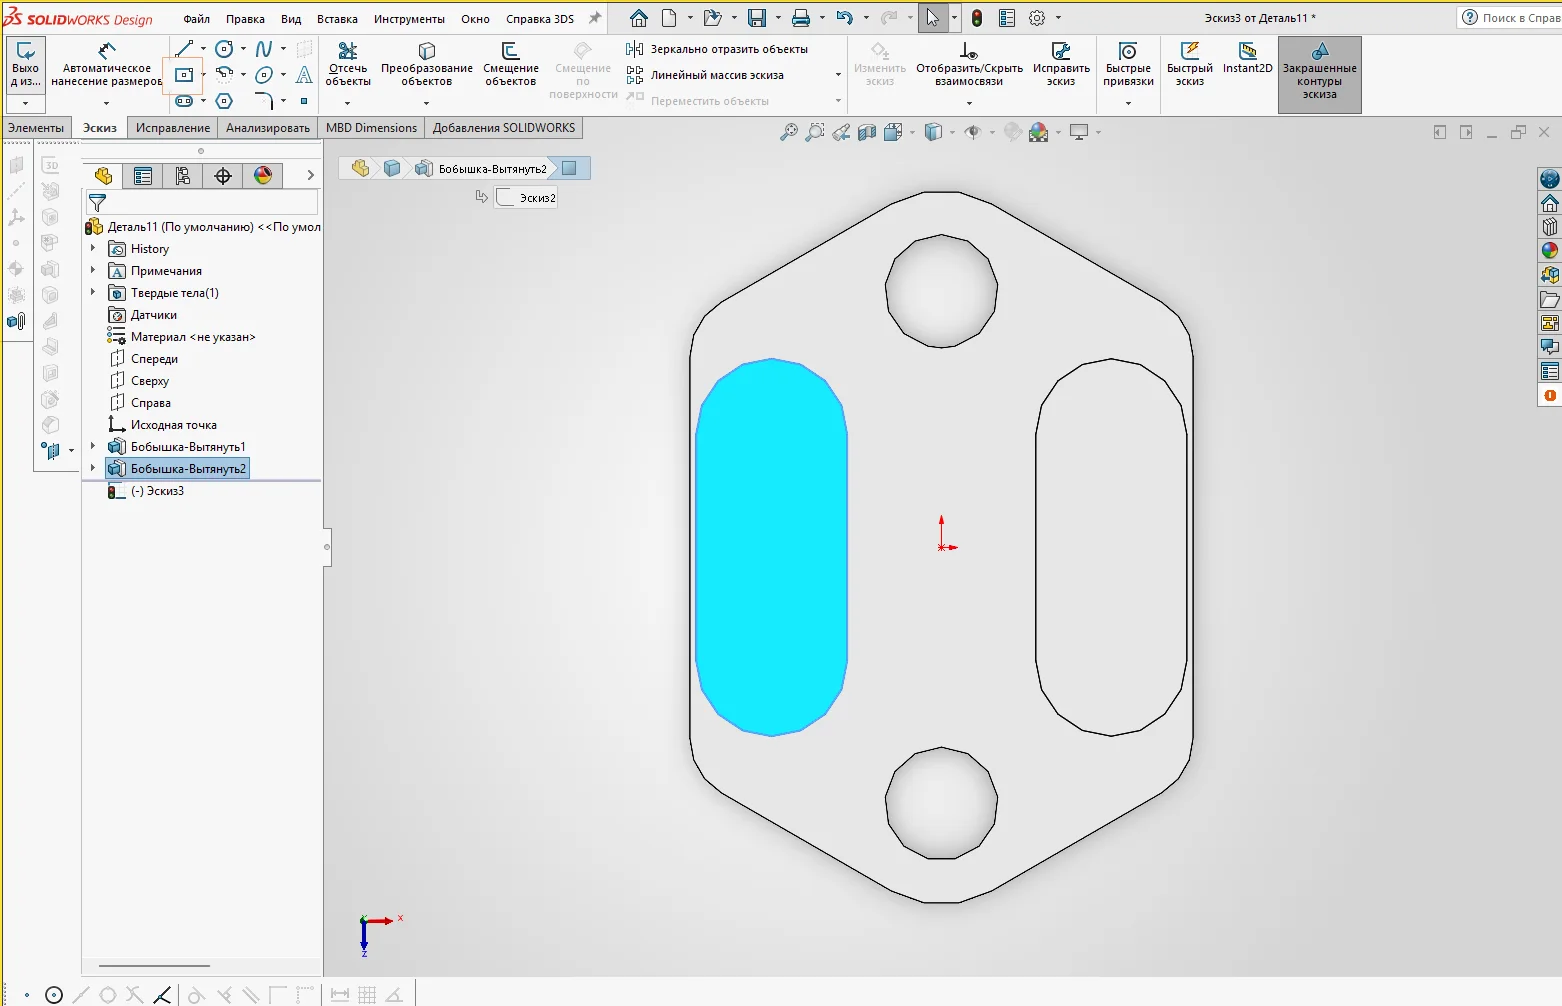 SOLIDWORKS Design
Файл Правка Вид Вставка Инструменты Окно Справка 3DS
Эскиз3 от Деталь11 *
Поиск в Справ
Выхо
д из...
Автоматическое
нанесение размеров
Отсечь
объекты
Преобразование
объектов
Смещение
объектов
Смещение
по
поверхности
Зеркально отразить объекты
Линейный массив эскиза
Переместить объекты
Изменить
эскиз
Отобразить/Скрыть
взаимосвязи
Исправить
эскиз
Быстрые
привязки
Быстрый
эскиз
Instant2D
Закрашенные
контуры
эскиза
Элементы Эскиз Исправление Анализировать MBD Dimensions Добавления SOLIDWORKS
3D
Бобышка-Вытянуть2
Эскиз2
Деталь11 (По умолчанию) <<По умол
History
Примечания
Твердые тела(1)
Датчики
Материал <не указан>
Спереди
Сверху
Справа
Исходная точка
Бобышка-Вытянуть1
Бобышка-Вытянуть2
(-) Эскиз3
X
Z